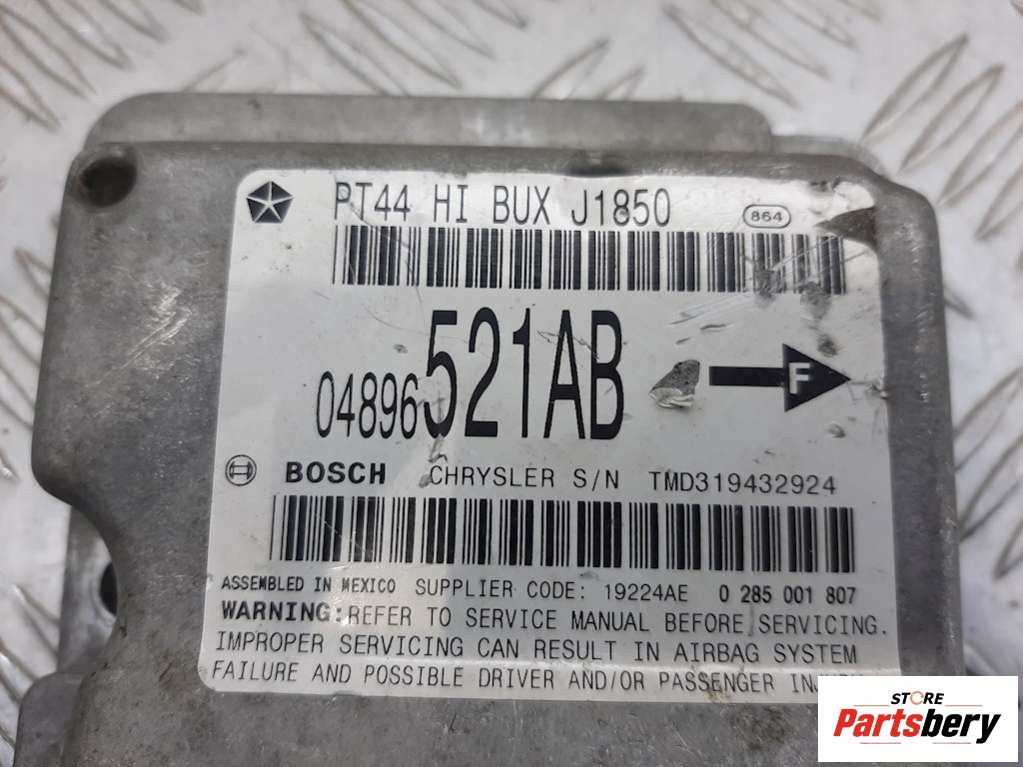 PT44 HI BUX J1850
864
04896521AB
F
BOSCH CHRYSLER S/N TMD319432924
ASSEMBLED IN MEXICO SUPPLIER CODE: 19224AE 0 285 001 807
WARNING: REFER TO SERVICE MANUAL BEFORE SERVICING.
IMPROPER SERVICING CAN RESULT IN AIRBAG SYSTEM
FAILURE AND POSSIBLE DRIVER AND/OR PASSENGER INJURY.
STORE
Partsbery